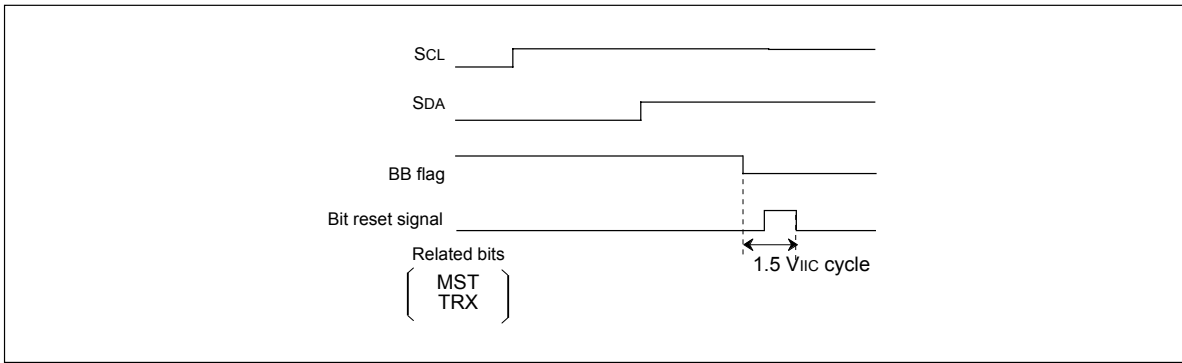 SCL
SDA
BB flag
Bit reset signal
Related bits
MST
TRX
1.5 VIIC cycle